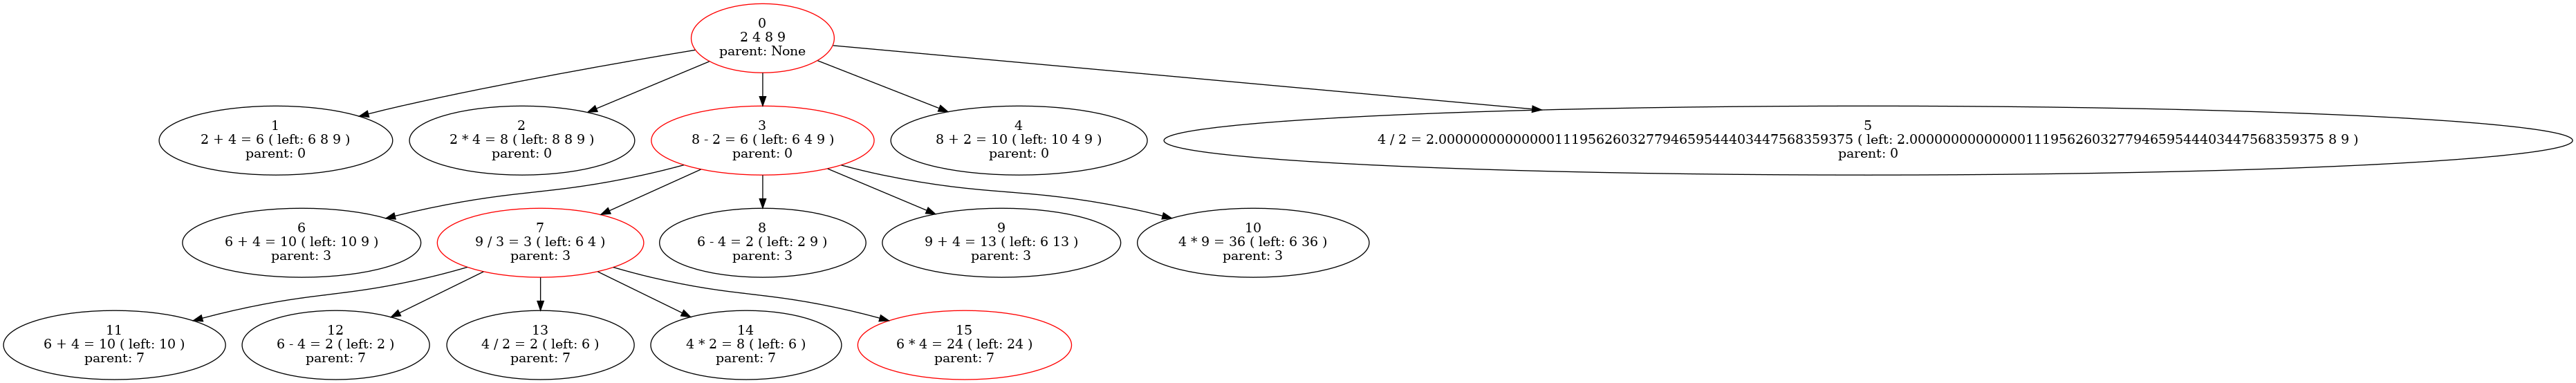 0
2 4 8 9
parent: None
1
2 + 4 = 6 ( left: 6 8 9 )
parent: 0
2
2 * 4 = 8 ( left: 8 8 9 )
parent: 0
3
8 - 2 = 6 ( left: 6 4 9 )
parent: 0
4
8 + 2 = 10 ( left: 10 4 9 )
parent: 0
5
4 / 2 = 2.000000000000000111956260327794659544403447568359375 ( left: 2.000000000000000111956260327794659544403447568359375 8 9 )
parent: 0
6
6 + 4 = 10 ( left: 10 9 )
parent: 3
7
9 / 3 = 3 ( left: 6 4 )
parent: 3
8
6 - 4 = 2 ( left: 2 9 )
parent: 3
9
9 + 4 = 13 ( left: 6 13 )
parent: 3
10
4 * 9 = 36 ( left: 6 36 )
parent: 3
11
6 + 4 = 10 ( left: 10 )
parent: 7
12
6 - 4 = 2 ( left: 2 )
parent: 7
13
4 / 2 = 2 ( left: 6 )
parent: 7
14
4 * 2 = 8 ( left: 6 )
parent: 7
15
6 * 4 = 24 ( left: 24 )
parent: 7